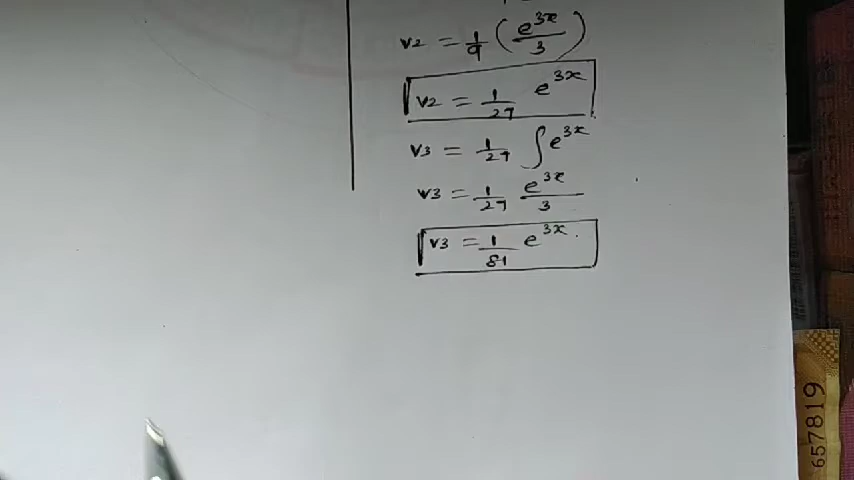 v2 = 1/9 ( e^3x/3 )
v2 = 1/27 e^3x
v3 = 1/27 ∫ e^3x
v3 = 1/27 e^3x/3
v3 = 1/81 e^3x.
657819